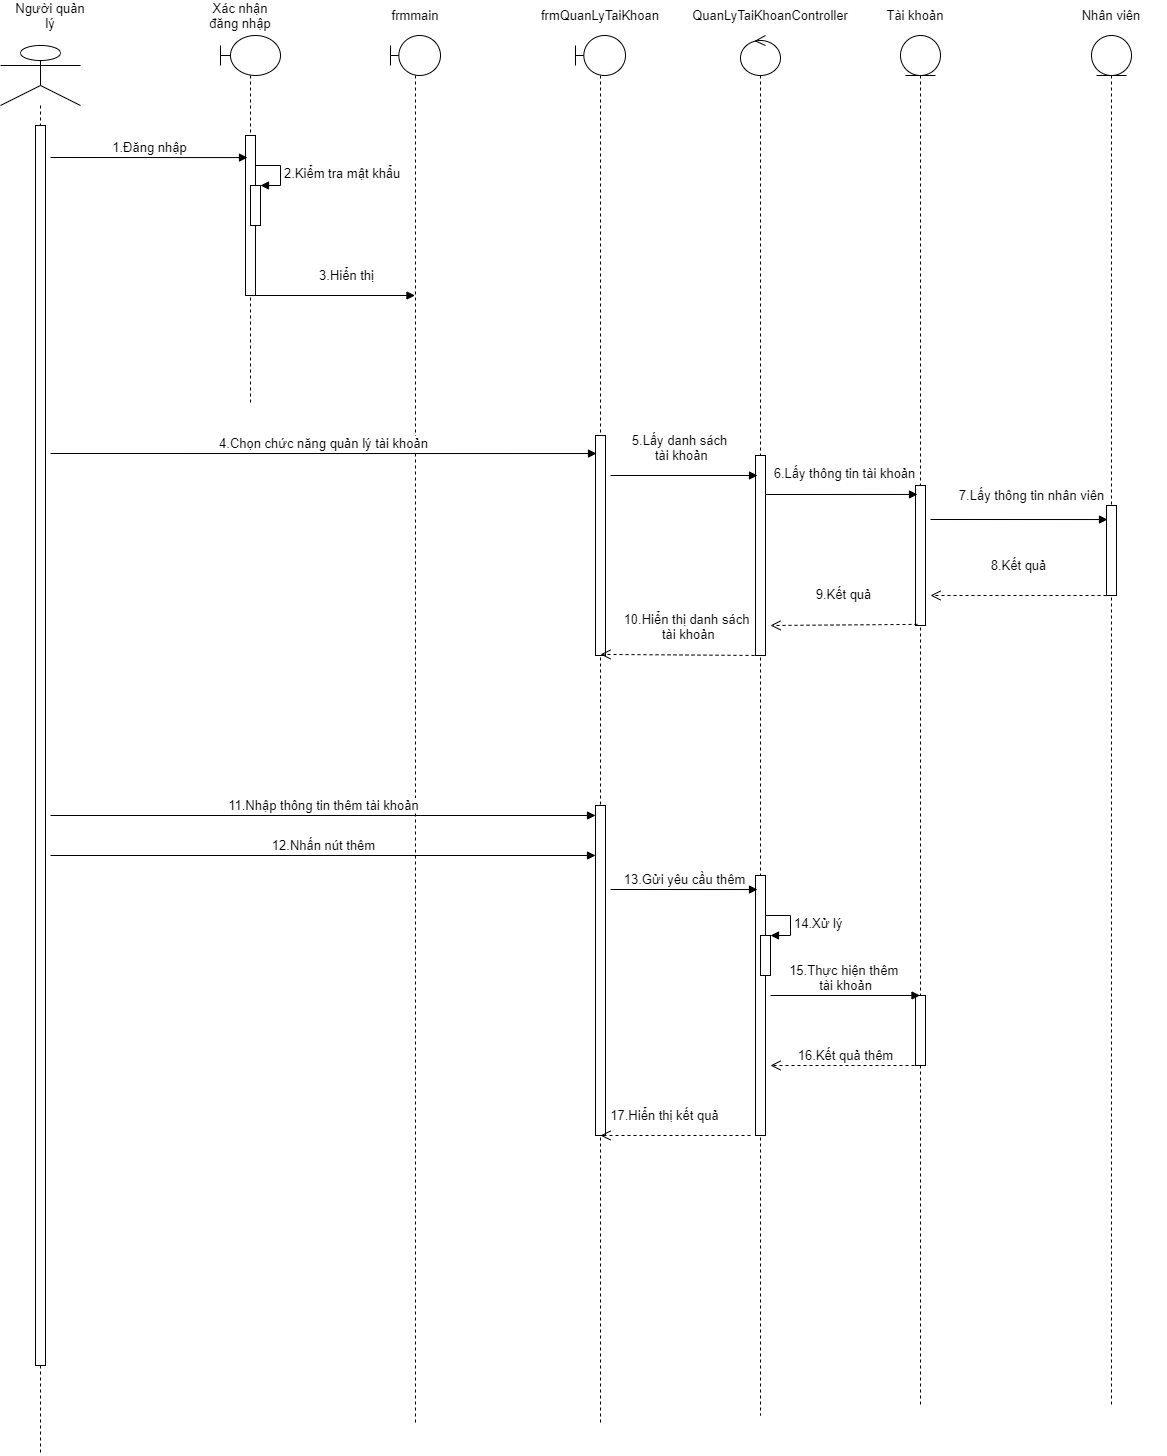 Người quản
lý
Xác nhận
đăng nhập
frmmain
frmQuanLyTaiKhoan
QuanLyTaiKhoanController
Tài khoản
Nhân viên
1.Đăng nhập
2.Kiểm tra mật khẩu
3.Hiển thị
4.Chọn chức năng quản lý tài khoản
5.Lấy danh sách
tài khoản
6.Lấy thông tin tài khoản
7.Lấy thông tin nhân viên
8.Kết quả
9.Kết quả
10.Hiển thị danh sách
tài khoản
11.Nhập thông tin thêm tài khoản
12.Nhấn nút thêm
13.Gửi yêu cầu thêm
14.Xử lý
15.Thực hiện thêm
tài khoản
16.Kết quả thêm
17.Hiển thị kết quả